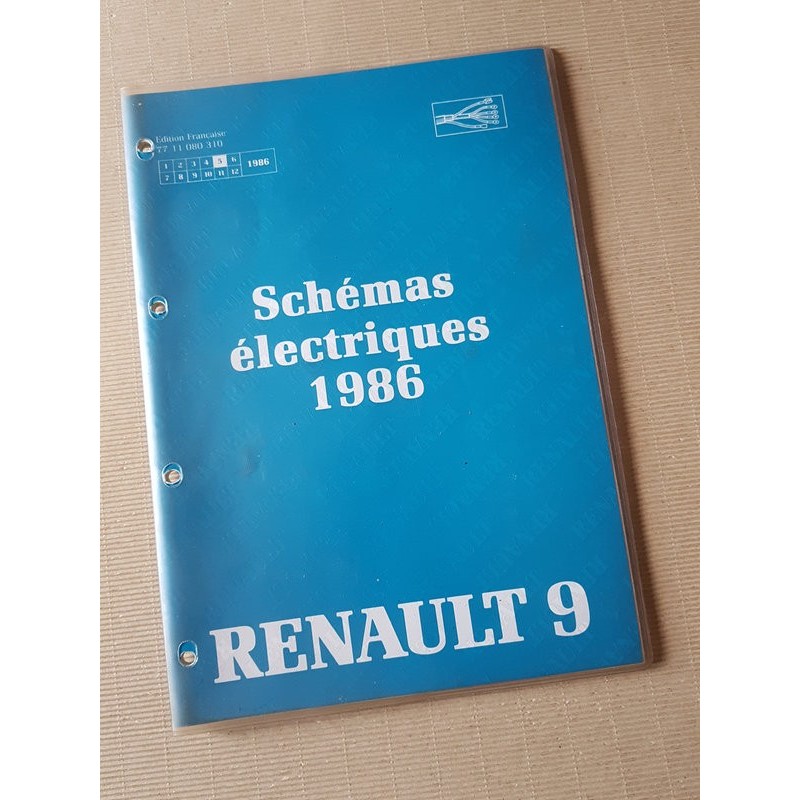 Edition Française
77 11 080 310
1 2 3 4 5 6 1986
7 8 9 10 11 12
Schémas
électriques
1986
RENAULT 9